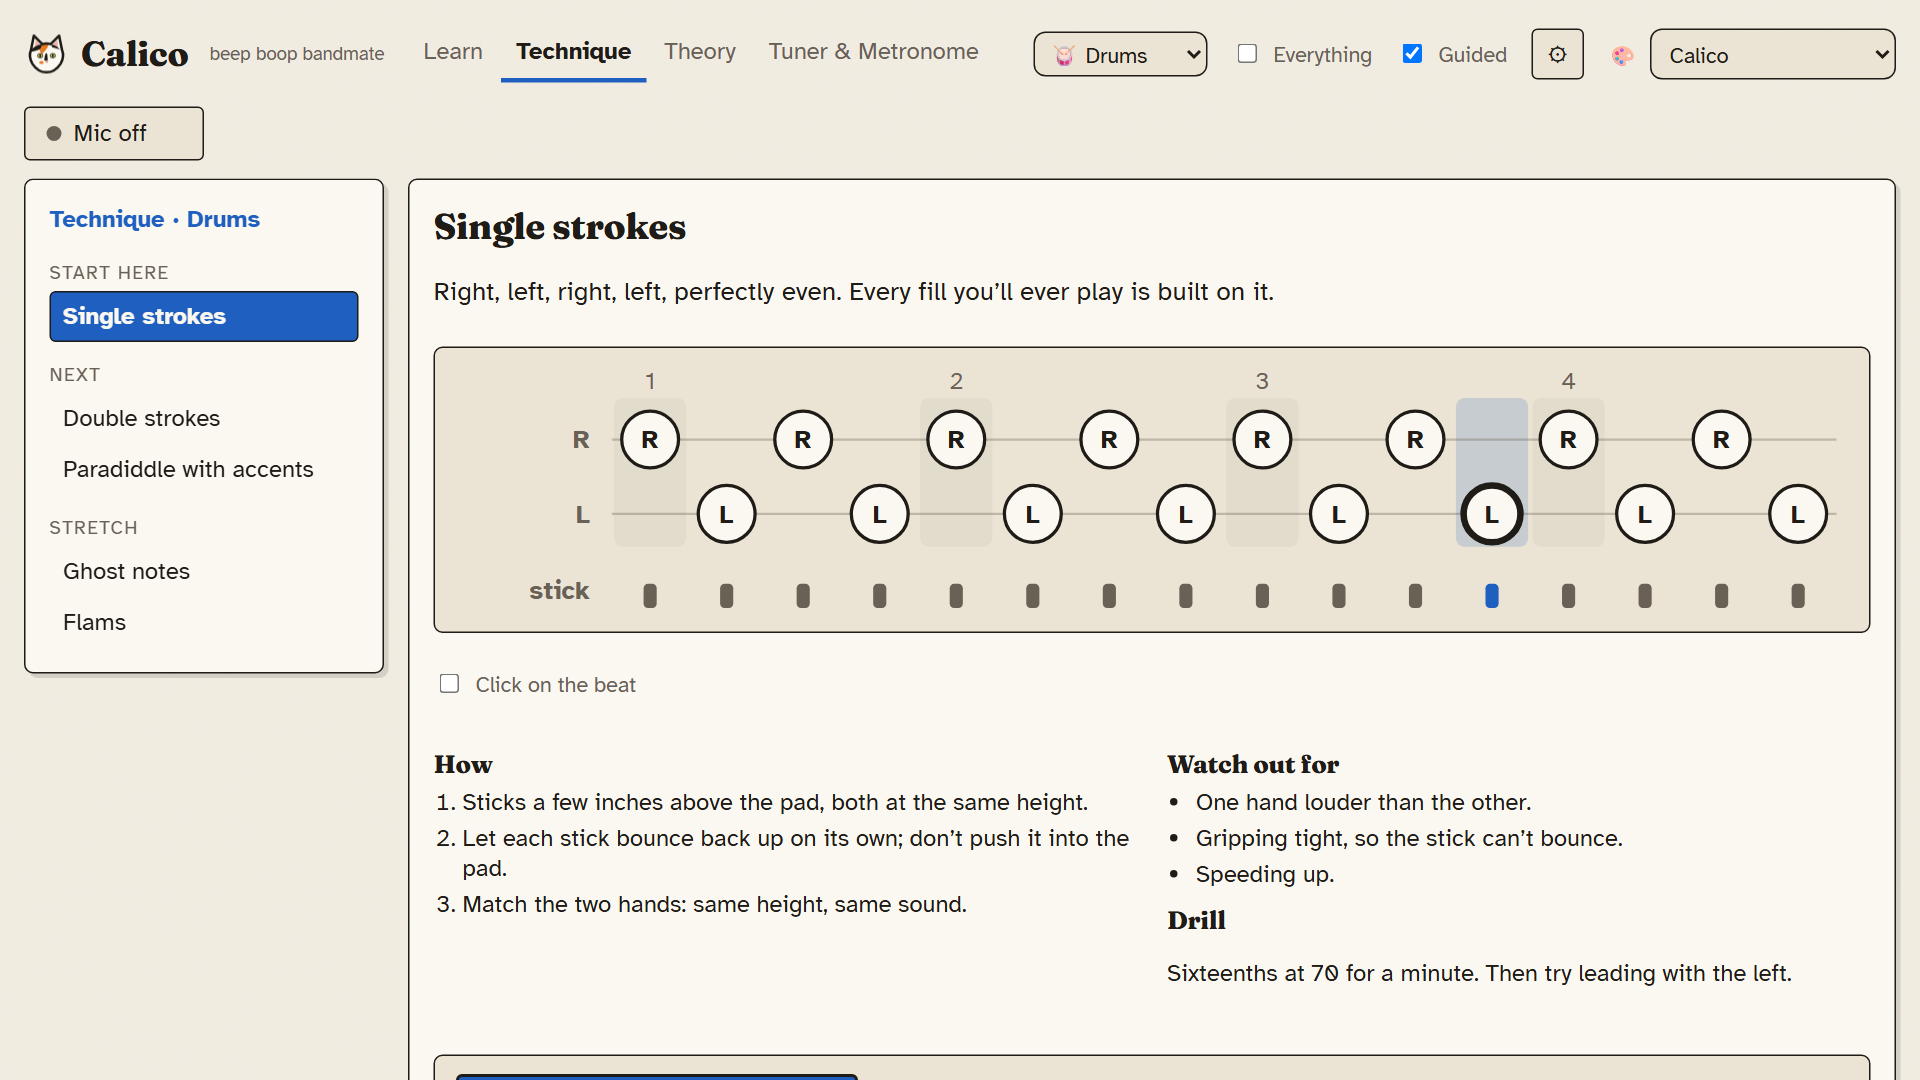 Calico beep boop bandmate Learn Technique Theory Tuner & Metronome Drums Everything Guided Calico
Mic off
Technique · Drums
START HERE
Single strokes
NEXT
Double strokes
Paradiddle with accents
STRETCH
Ghost notes
Flams
Single strokes
Right, left, right, left, perfectly even. Every fill you’ll ever play is built on it.
1 2 3 4
R R R R R R R R R
L L L L L L L L L
stick
Click on the beat
How
1. Sticks a few inches above the pad, both at the same height.
2. Let each stick bounce back up on its own; don’t push it into the
pad.
3. Match the two hands: same height, same sound.
Watch out for
• One hand louder than the other.
• Gripping tight, so the stick can’t bounce.
• Speeding up.
Drill
Sixteenths at 70 for a minute. Then try leading with the left.